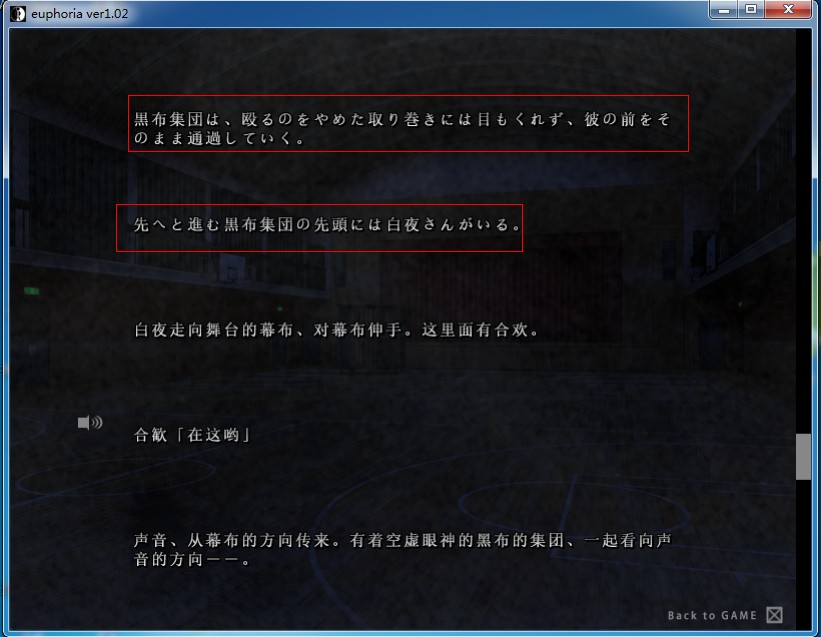 euphoria ver1.02
黒布集団は、殴るのをやめた取り巻きには目もくれず、彼の前をそ
のまま通過していく。
先へと進む黒布集団の先頭には白夜さんがいる。
白夜走向舞台的幕布、对幕布伸手。这里面有合欢。
合歓「在这哟」
声音、从幕布的方向传来。有着空虚眼神的黑布的集团、一起看向声
音的方向――。
Back to GAME